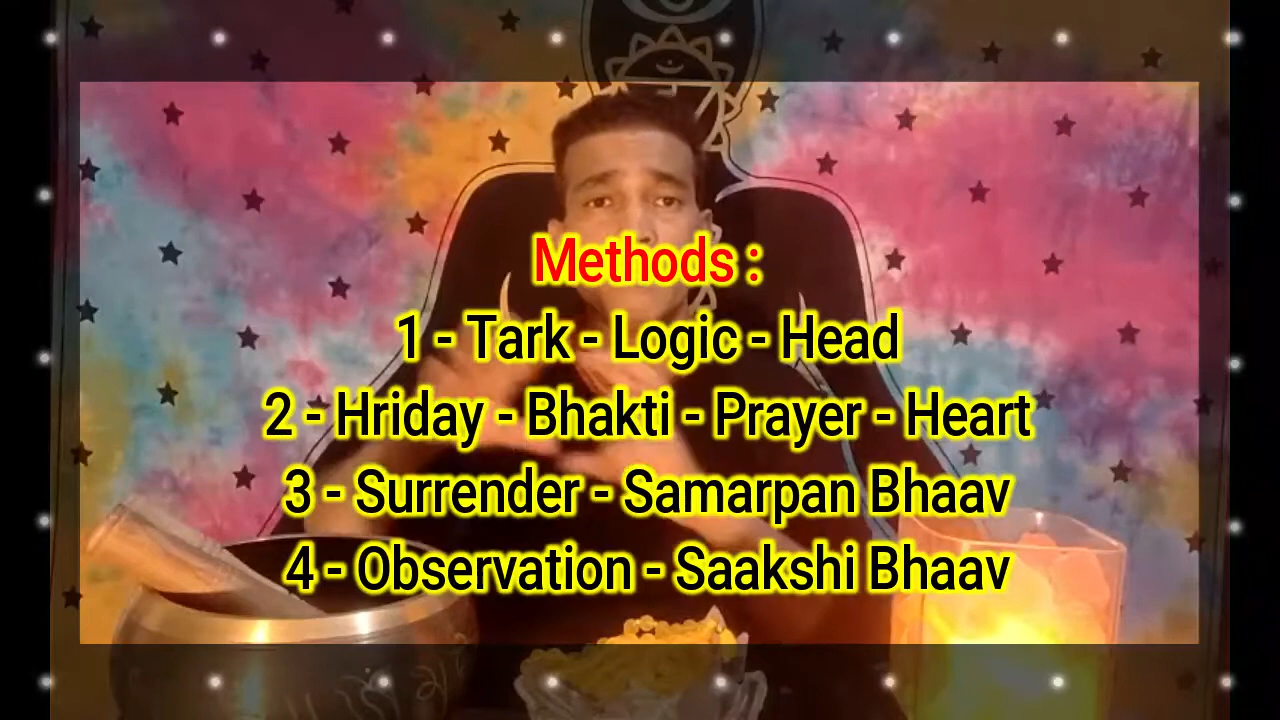 Methods :
1 - Tark - Logic - Head
2 - Hriday - Bhakti - Prayer - Heart
3 - Surrender - Samarpan Bhaav
4 - Observation - Saakshi Bhaav